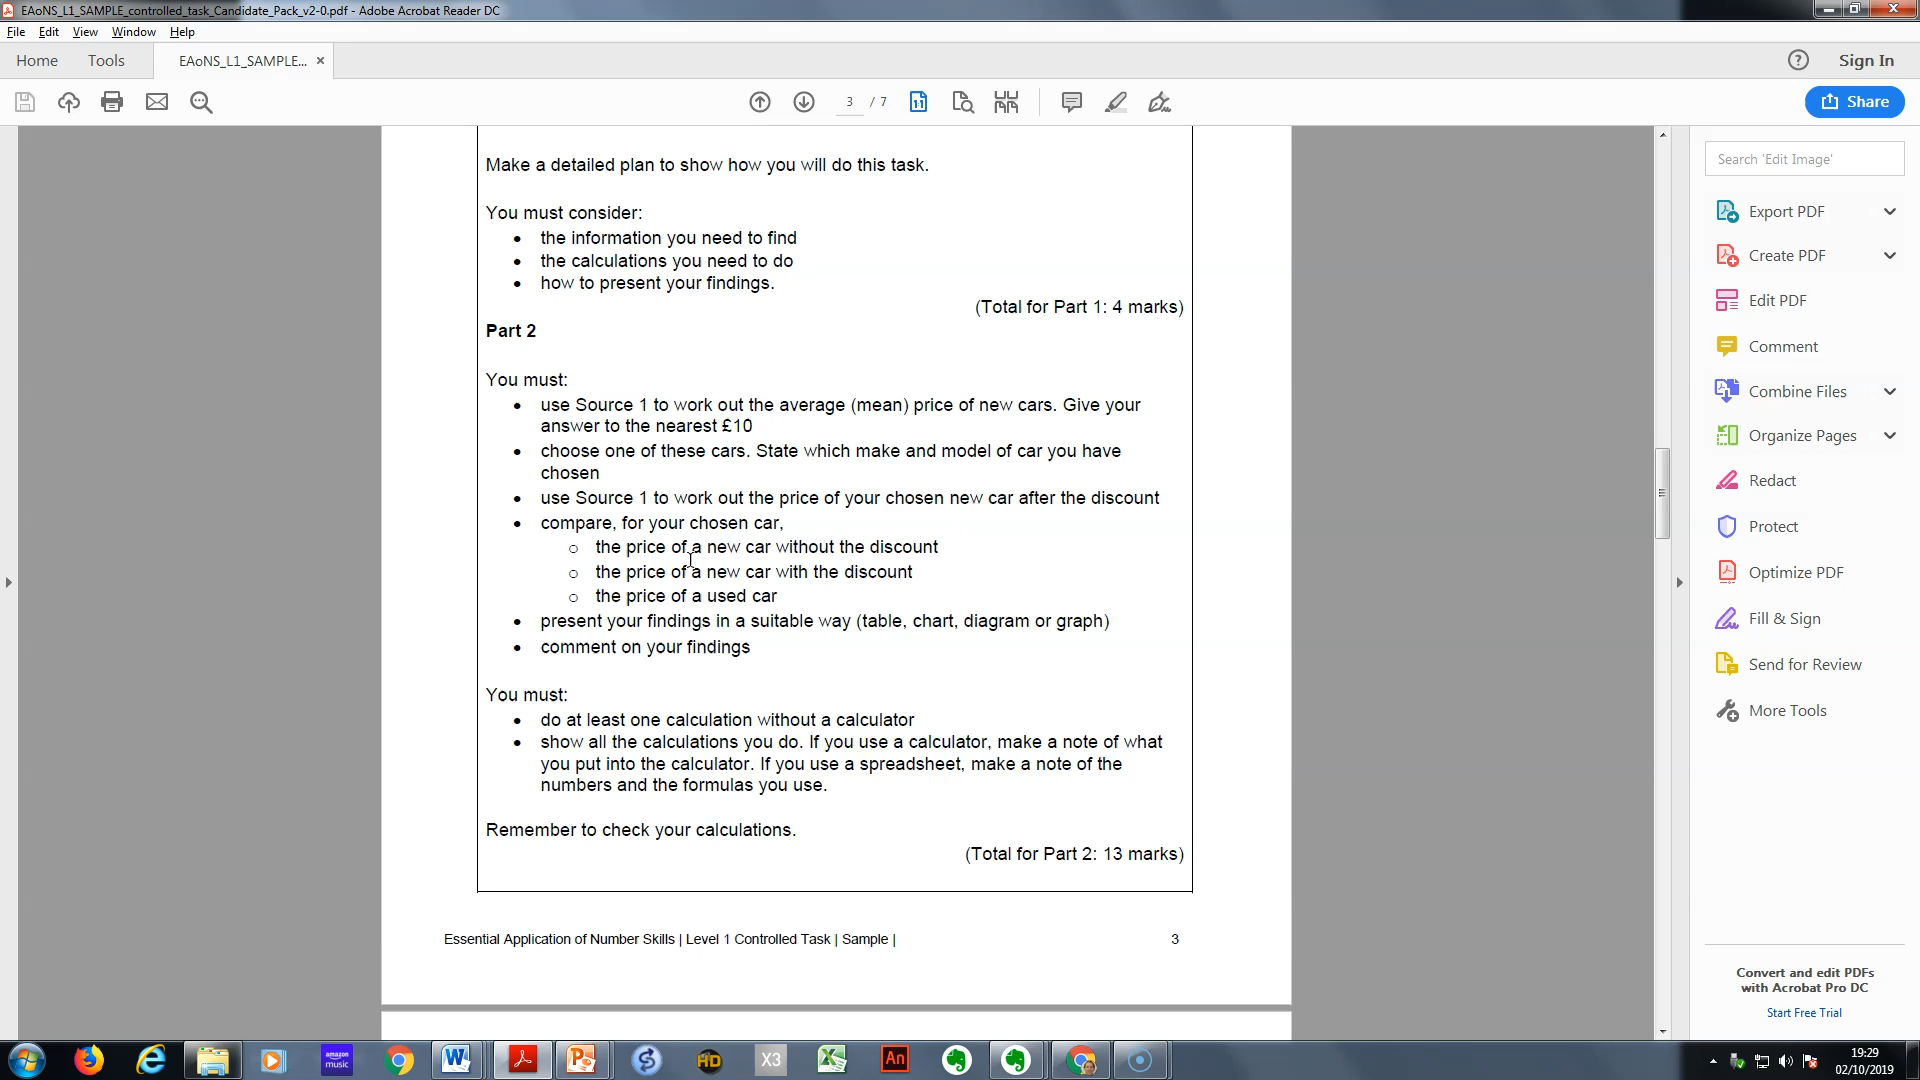 EAoNS_L1_SAMPLE_controlled_task_Candidate_Pack_v2-0.pdf - Adobe Acrobat Reader DC
File Edit View Window Help
Home Tools EAoNS_L1_SAMPLE... × Sign In
3 / 7 Share
Make a detailed plan to show how you will do this task.
You must consider:
• the information you need to find
• the calculations you need to do
• how to present your findings.
(Total for Part 1: 4 marks)
Part 2
You must:
• use Source 1 to work out the average (mean) price of new cars. Give your
answer to the nearest £10
• choose one of these cars. State which make and model of car you have
chosen
• use Source 1 to work out the price of your chosen new car after the discount
• compare, for your chosen car,
o the price of a new car without the discount
o the price of a new car with the discount
o the price of a used car
• present your findings in a suitable way (table, chart, diagram or graph)
• comment on your findings
You must:
• do at least one calculation without a calculator
• show all the calculations you do. If you use a calculator, make a note of what
you put into the calculator. If you use a spreadsheet, make a note of the
numbers and the formulas you use.
Remember to check your calculations.
(Total for Part 2: 13 marks)
Essential Application of Number Skills | Level 1 Controlled Task | Sample | 3
Search 'Edit Image'
Export PDF
Create PDF
Edit PDF
Comment
Combine Files
Organize Pages
Redact
Protect
Optimize PDF
Fill & Sign
Send for Review
More Tools
Convert and edit PDFs
with Acrobat Pro DC
Start Free Trial
amazon
music
HD
X3
An
19:29
02/10/2019